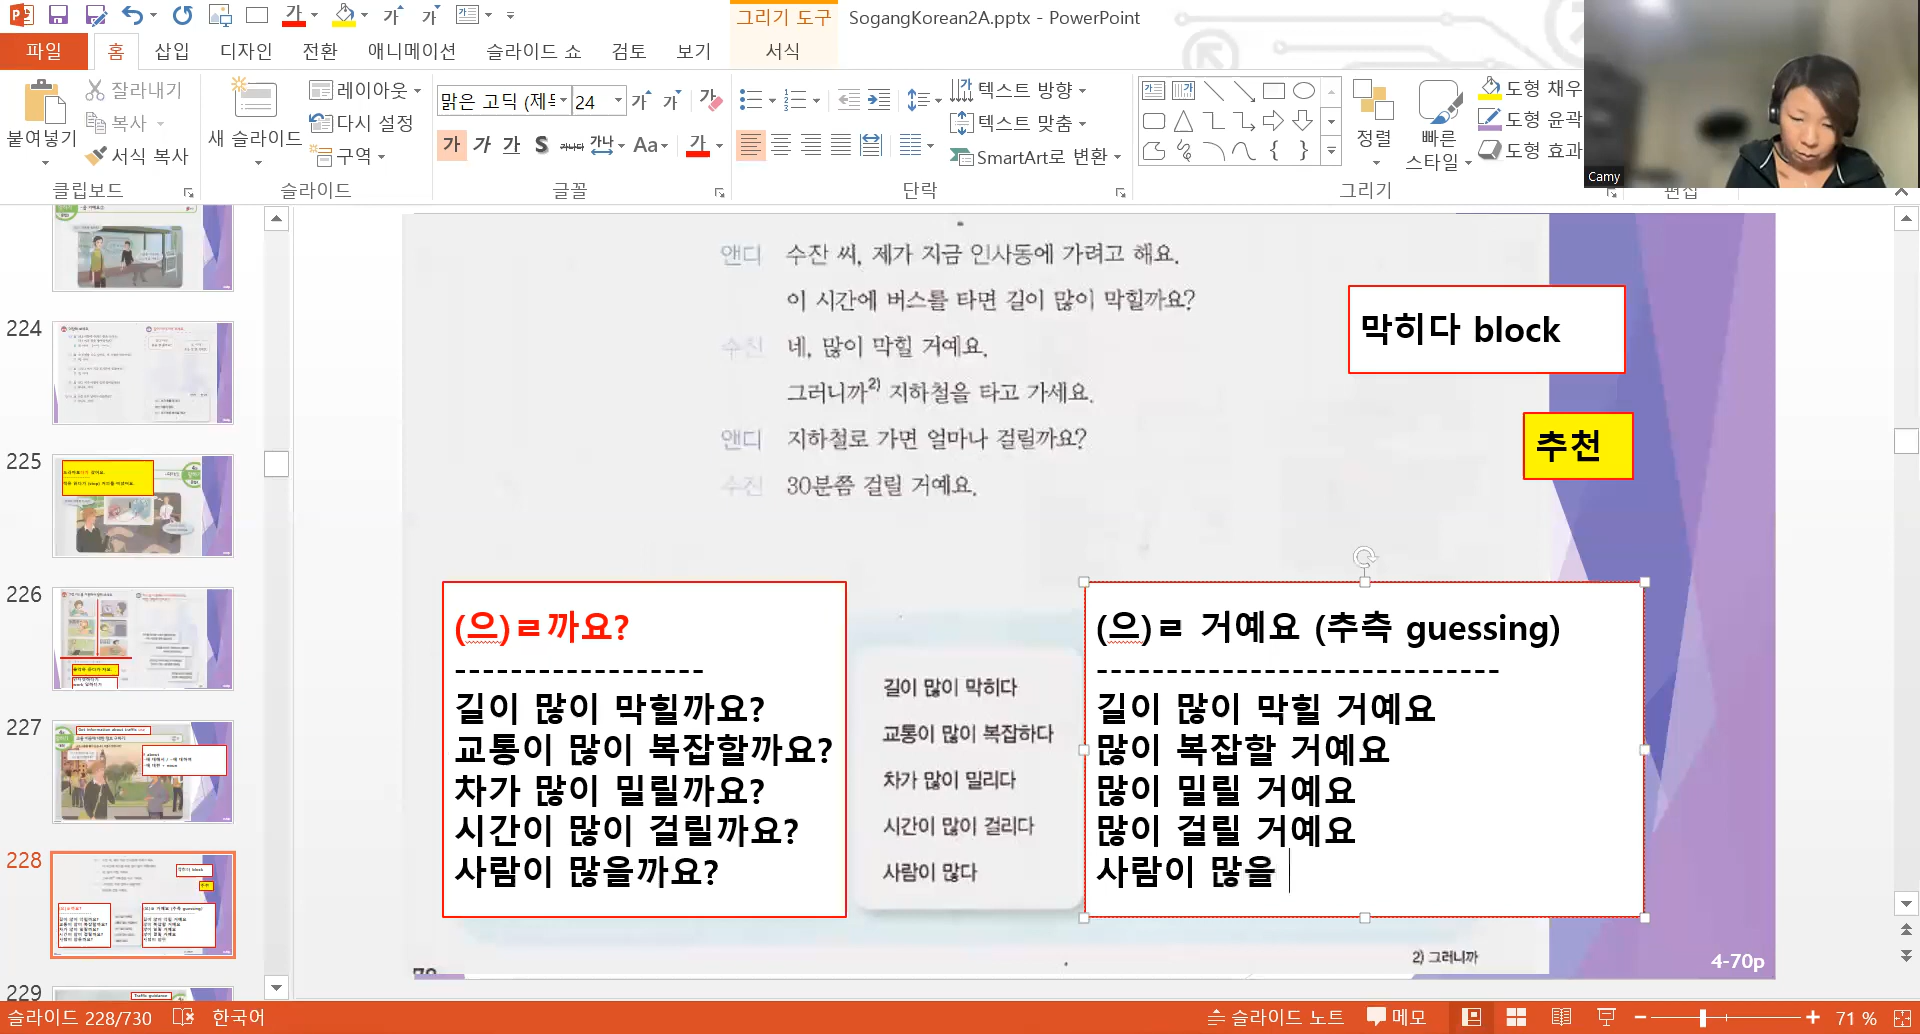 그리기 도구
SogangKorean2A.pptx - PowerPoint
파일 홈 삽입 디자인 전환 애니메이션 슬라이드 쇼 검토 보기 서식
붙여넣기
잘라내기
복사
서식 복사
클립보드
새 슬라이드
레이아웃
다시 설정
구역
슬라이드
맑은 고딕 (제목
24
가 가 가 S 가나 Aa 가
글꼴
텍스트 방향
텍스트 맞춤
SmartArt로 변환
단락
정렬
빠른
스타일
도형 채우
도형 윤곽
도형 효과
그리기
편집
Camy
224
225
226
227
228
229
앤디 수잔 씨, 제가 지금 인사동에 가려고 해요.
이 시간에 버스를 타면 길이 많이 막힐까요?
수진 네, 많이 막힐 거예요.
그러니까2) 지하철을 타고 가세요.
앤디 지하철로 가면 얼마나 걸릴까요?
수진 30분쯤 걸릴 거예요.
막히다 block
추천
(으)ㄹ까요?
------------------
길이 많이 막힐까요?
교통이 많이 복잡할까요?
차가 많이 밀릴까요?
시간이 많이 걸릴까요?
사람이 많을까요?
길이 많이 막히다
교통이 많이 복잡하다
차가 많이 밀리다
시간이 많이 걸리다
사람이 많다
(으)ㄹ 거예요 (추측 guessing)
-----------------------------
길이 많이 막힐 거예요
많이 복잡할 거예요
많이 밀릴 거예요
많이 걸릴 거예요
사람이 많을
2) 그러니까
4-70p
슬라이드 228/730
한국어
슬라이드 노트
메모
71 %